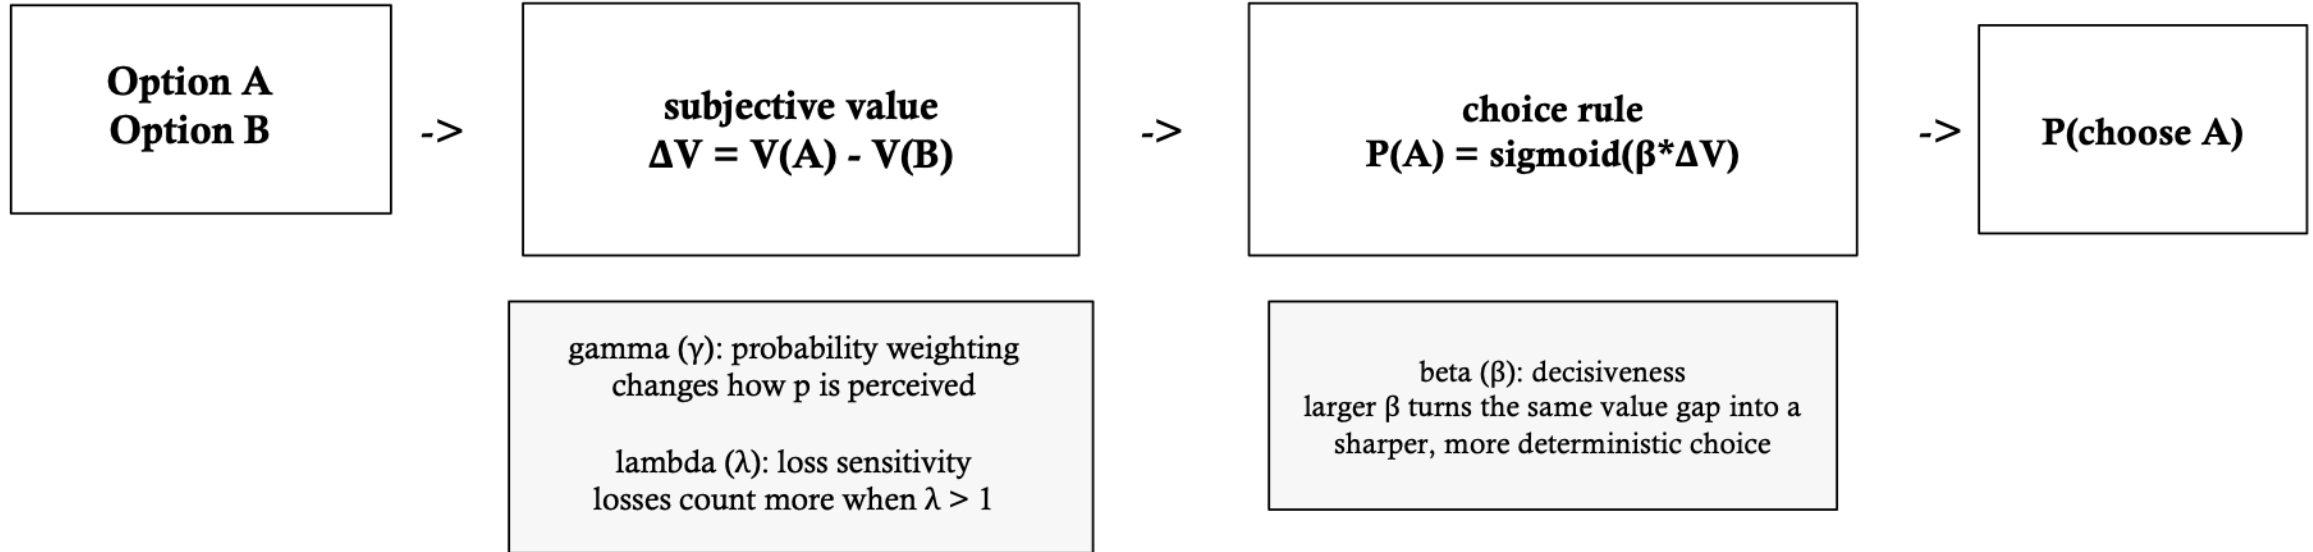 Option A
Option B
->
subjective value
ΔV = V(A) - V(B)
->
choice rule
P(A) = sigmoid(β*ΔV)
->
P(choose A)
gamma (γ): probability weighting
changes how p is perceived
lambda (λ): loss sensitivity
losses count more when λ > 1
beta (β): decisiveness
larger β turns the same value gap into a
sharper, more deterministic choice